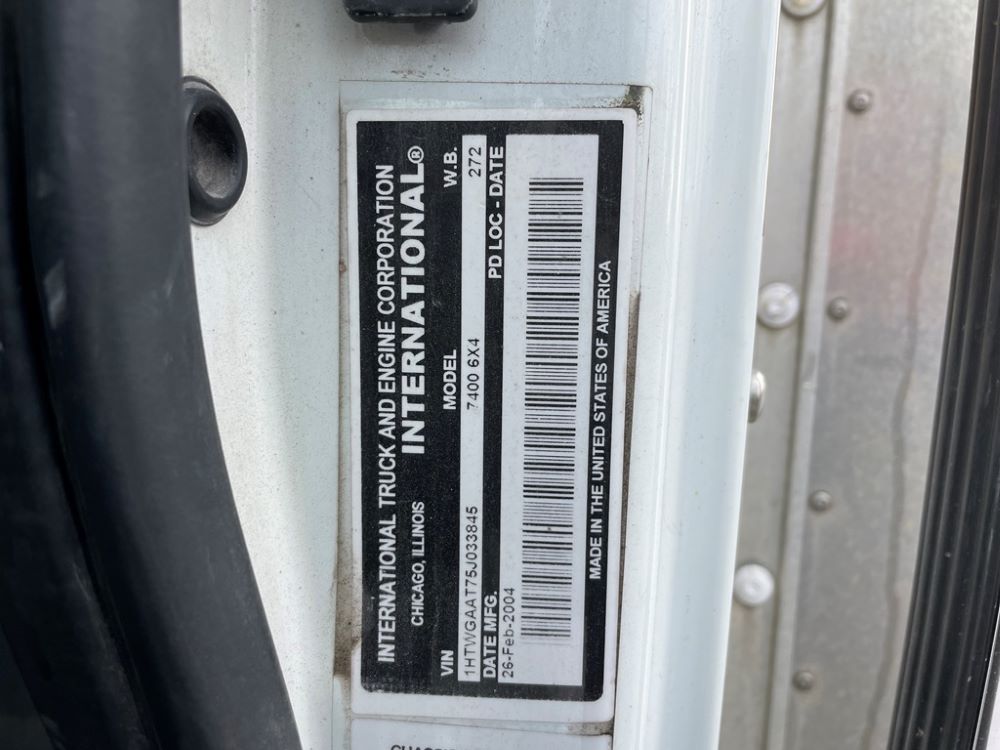 INTERNATIONAL TRUCK AND ENGINE CORPORATION
CHICAGO, ILLINOIS INTERNATIONAL®
VIN MODEL W.B.
1HTWGAAT75J033845 7400 6X4 272
DATE MFG. PD LOC - DATE
26-Feb-2004
MADE IN THE UNITED STATES OF AMERICA